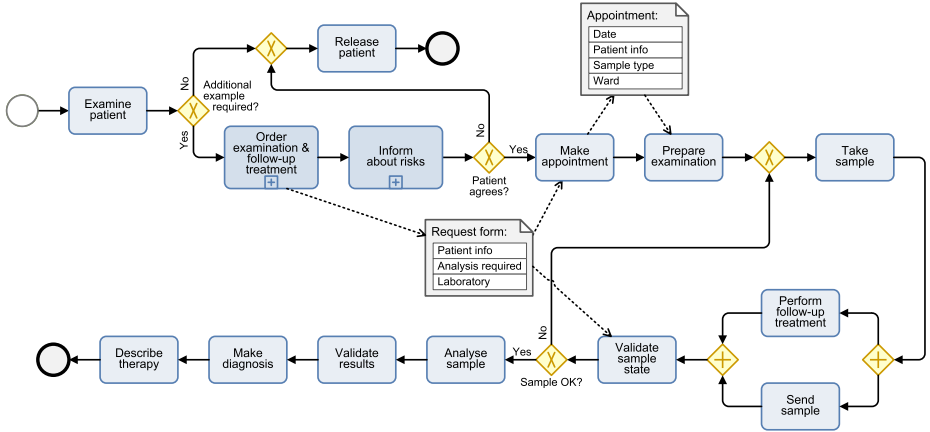 Appointment:
Date
Patient info
Sample type
Ward
Release
patient
No
Additional
example
required?
Examine
patient
Yes
Order
examination &
follow-up
treatment
Inform
about risks
No
Yes
Patient
agrees?
Make
appointment
Prepare
examination
Take
sample
Request form:
Patient info
Analysis required
Laboratory
Perform
follow-up
treatment
No
Describe
therapy
Make
diagnosis
Validate
results
Analyse
sample
Yes
Sample OK?
Validate
sample
state
Send
sample